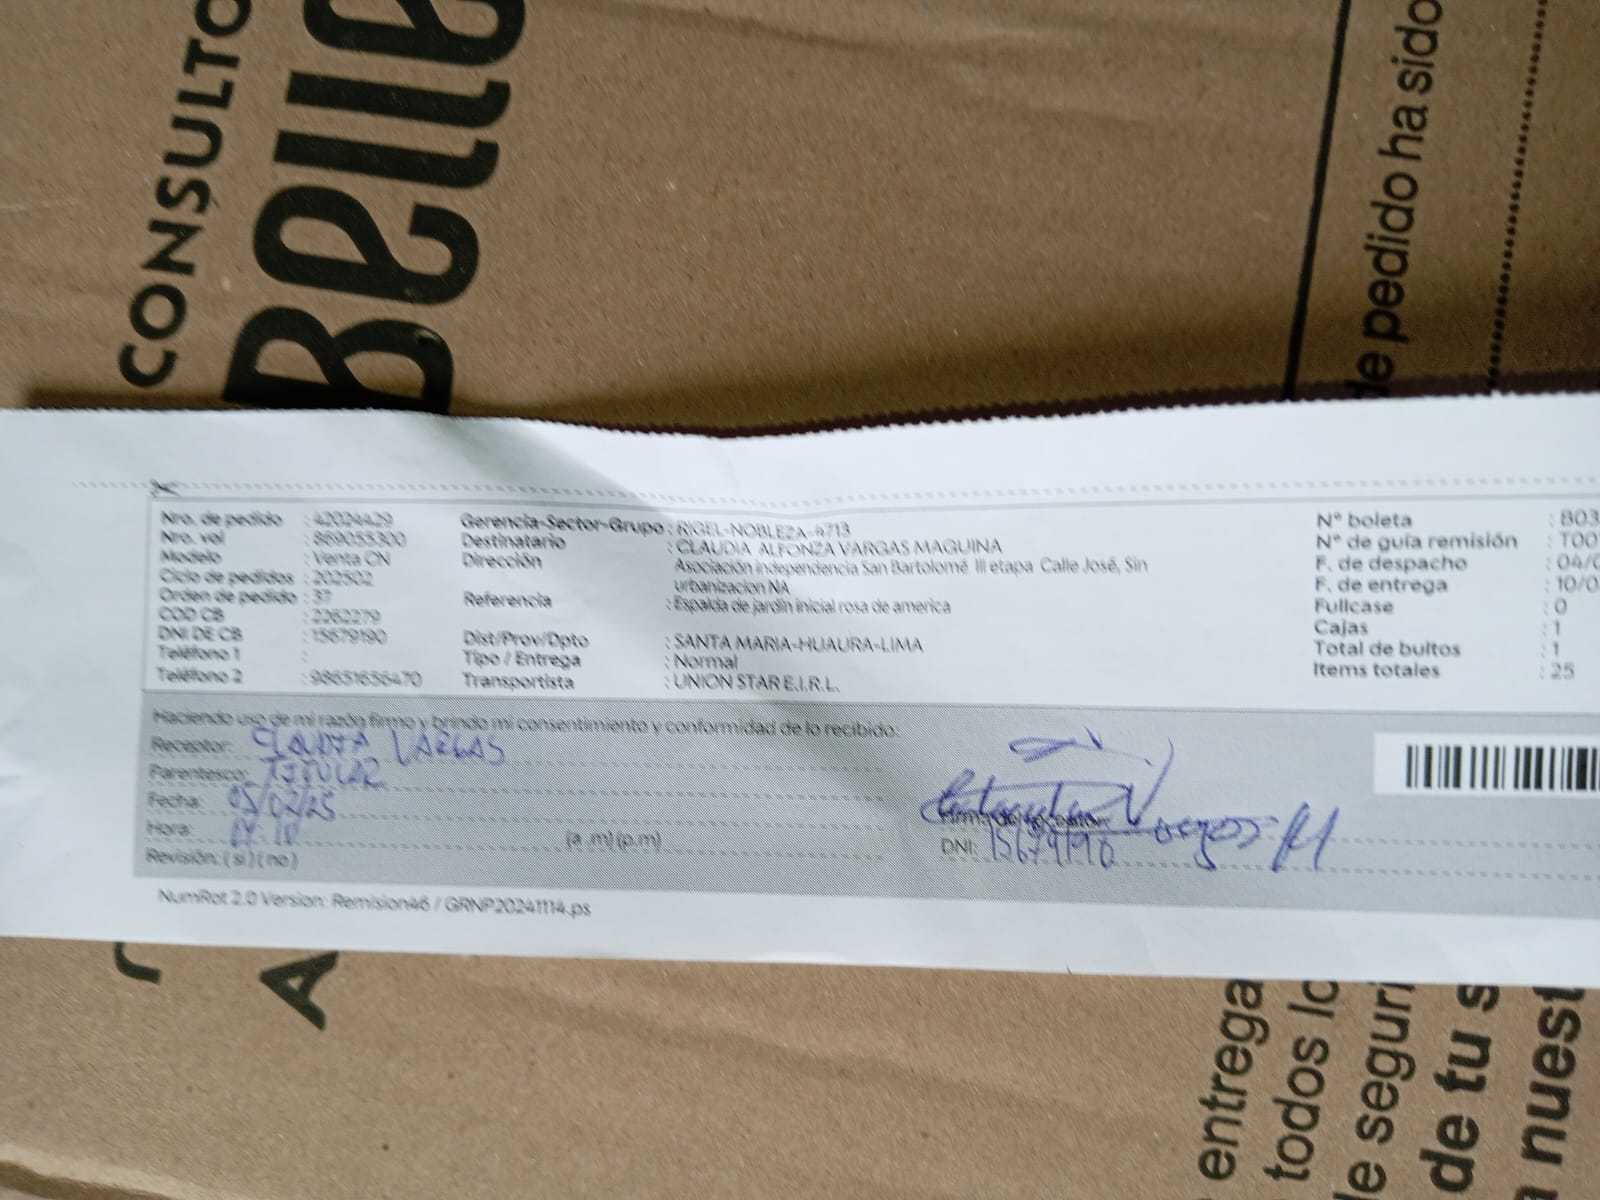 CONSULTO
Belle
de pedido ha sido
Nro. de pedido : 42024429
Nro. vol : 869055300
Modelo : Venta CN
Ciclo de pedidos : 202502
Orden de pedido : 37
COD CB : 2262279
DNI DE CB : 15679190
Teléfono 1 :
Teléfono 2 : 98651656470
Gerencia-Sector-Grupo : RIGEL-NOBLEZA-4713
Destinatario : CLAUDIA ALFONZA VARGAS MAGUINA
Dirección Asociación independencia San Bartolomé III etapa Calle José, Sin
urbanizacion NA
Referencia : Espalda de jardín inicial rosa de america
Dist/Prov/Dpto : SANTA MARIA-HUAURA-LIMA
Tipo / Entrega : Normal
Transportista : UNION STAR E.I.R.L.
N° boleta : B03
N° de guía remisión : T00
F. de despacho : 04/0
F. de entrega : 10/0
Fullcase : 0
Cajas : 1
Total de bultos : 1
Items totales : 25
Haciendo uso de mi razón firmo y brindo mi consentimiento y conformidad de lo recibido:
Receptor: CLAUDIA VARGAS
Parentesco: TITULAR
Fecha: 05/02/25
Hora: (a .m) (p.m)
Revisión: ( si ) ( no )
DNI: 15679190
NumRot 2.0 Version: Remision46 / GRNP20241114.ps
A
entrega
todos lo
de seguri
de tu s
nuest